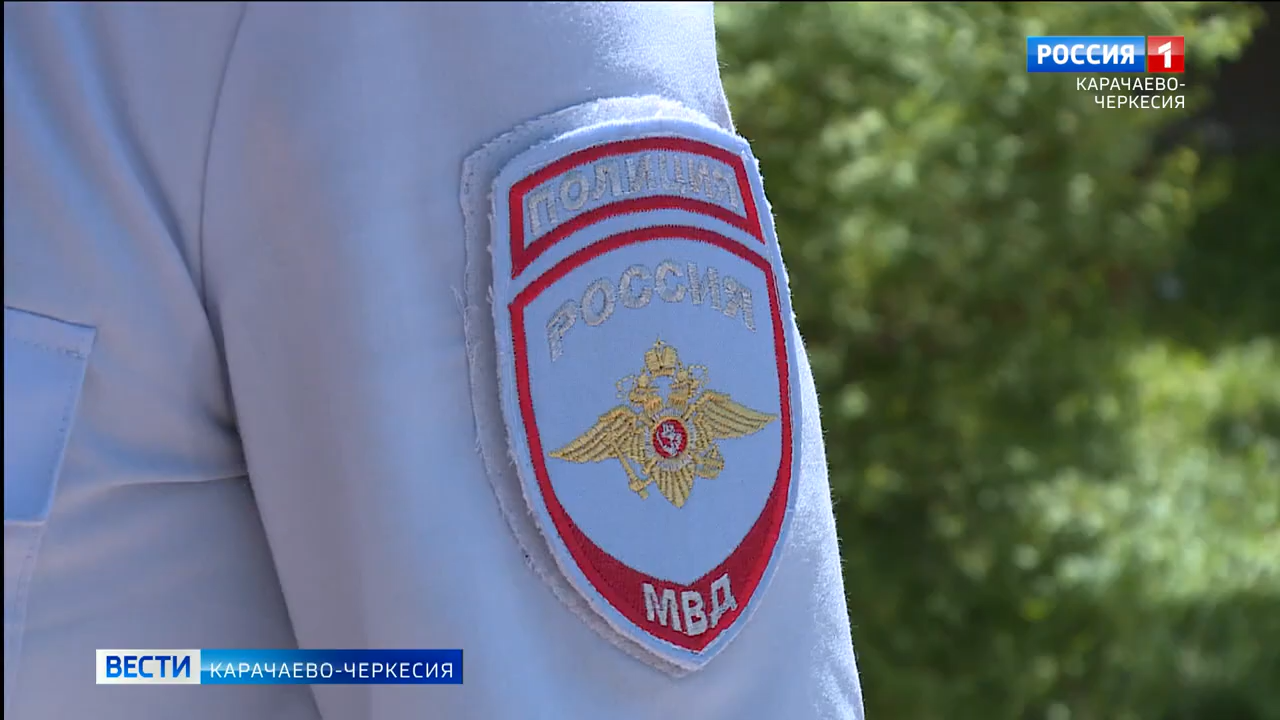 РОССИЯ 1
КАРАЧАЕВО-
ЧЕРКЕСИЯ
ПОЛИЦИЯ
РОССИЯ
МВД
ВЕСТИ КАРАЧАЕВО-ЧЕРКЕСИЯ